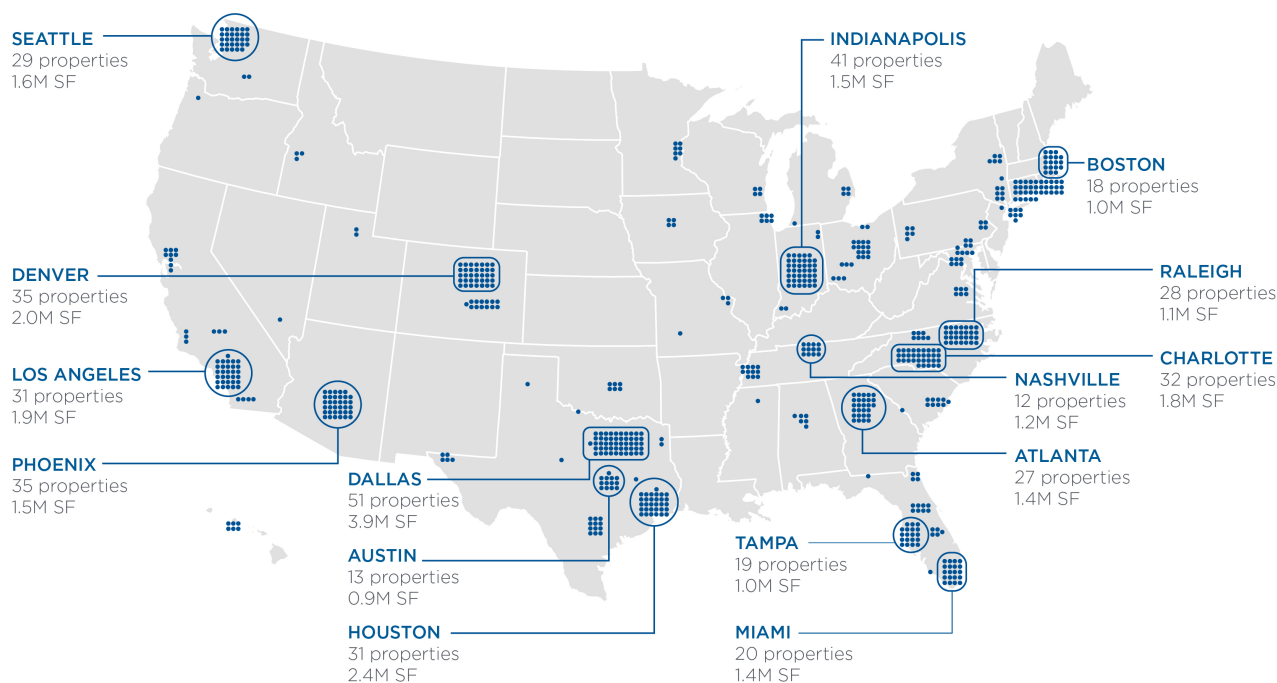 SEATTLE
29 properties
1.6M SF
INDIANAPOLIS
41 properties
1.5M SF
BOSTON
18 properties
1.0M SF
DENVER
35 properties
2.0M SF
RALEIGH
28 properties
1.1M SF
LOS ANGELES
31 properties
1.9M SF
CHARLOTTE
32 properties
1.8M SF
NASHVILLE
12 properties
1.2M SF
PHOENIX
35 properties
1.5M SF
DALLAS
51 properties
3.9M SF
ATLANTA
27 properties
1.4M SF
AUSTIN
13 properties
0.9M SF
TAMPA
19 properties
1.0M SF
HOUSTON
31 properties
2.4M SF
MIAMI
20 properties
1.4M SF